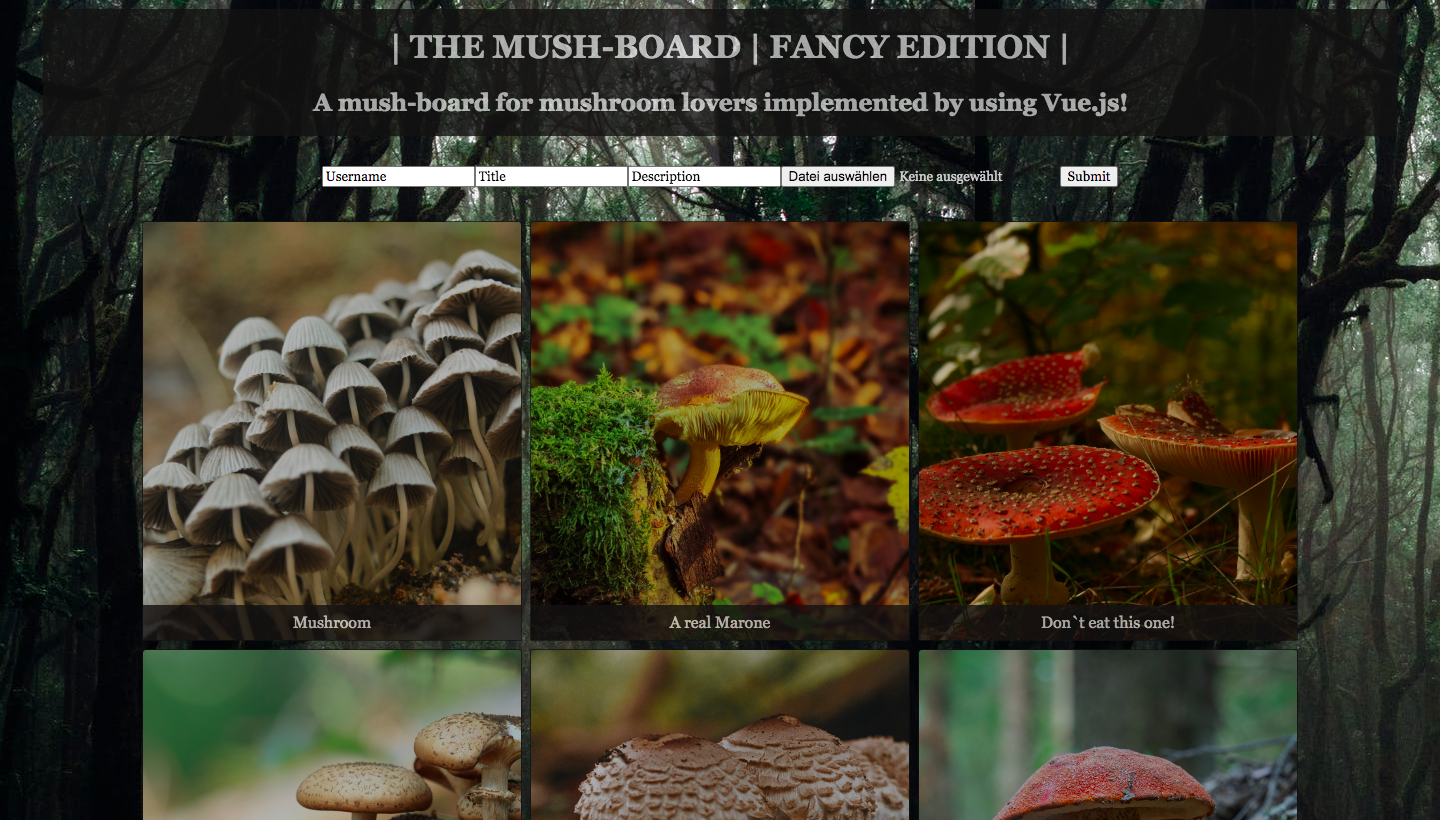 | THE MUSH-BOARD | FANCY EDITION |
A mush-board for mushroom lovers implemented by using Vue.js!
Username Title Description Datei auswählen Keine ausgewählt Submit
Mushroom A real Marone Don`t eat this one!